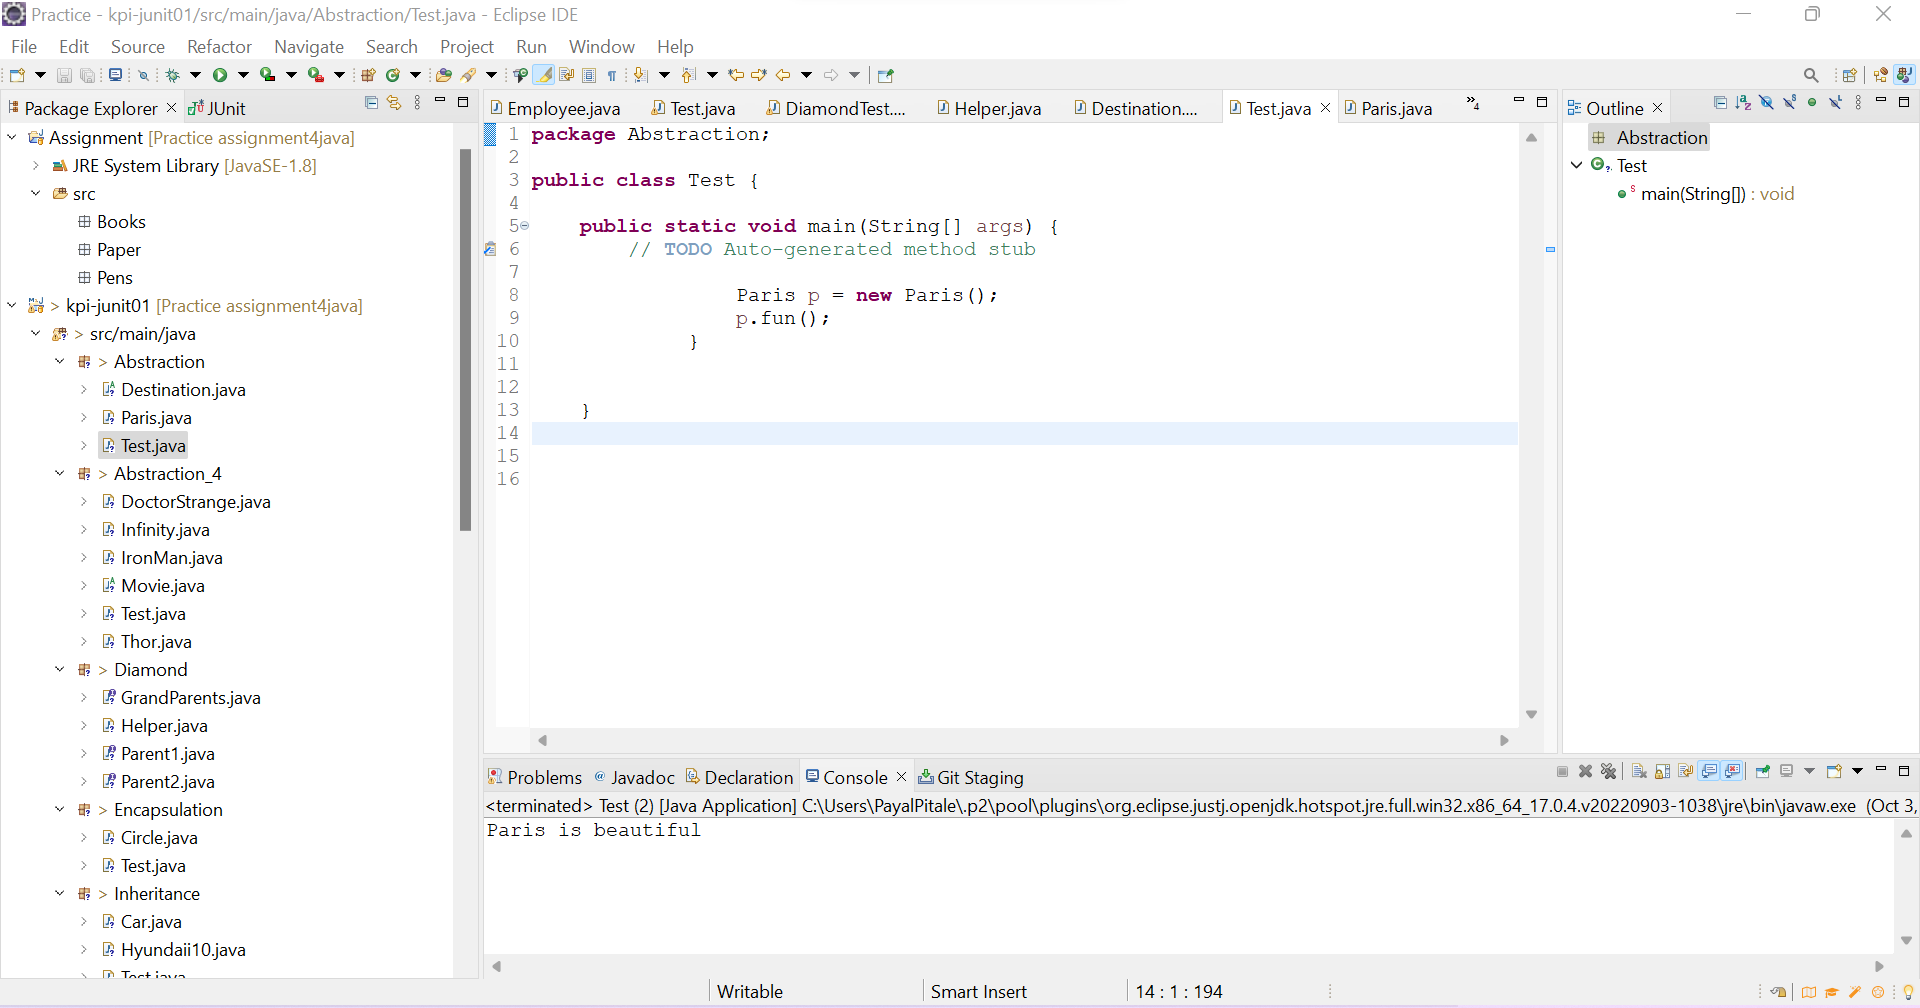 Practice - kpi-junit01/src/main/java/Abstraction/Test.java - Eclipse IDE
File Edit Source Refactor Navigate Search Project Run Window Help
Package Explorer JUnit
Assignment [Practice assignment4java]
JRE System Library [JavaSE-1.8]
src
Books
Paper
Pens
> kpi-junit01 [Practice assignment4java]
> src/main/java
> Abstraction
Destination.java
Paris.java
Test.java
> Abstraction_4
DoctorStrange.java
Infinity.java
IronMan.java
Movie.java
Test.java
Thor.java
> Diamond
GrandParents.java
Helper.java
Parent1.java
Parent2.java
> Encapsulation
Circle.java
Test.java
> Inheritance
Car.java
Hyundaii10.java
Test.java
Employee.java Test.java DiamondTest.... Helper.java Destination.... Test.java Paris.java »4
1 package Abstraction;
2
3 public class Test {
4
5 public static void main(String[] args) {
6 // TODO Auto-generated method stub
7
8 Paris p = new Paris();
9 p.fun();
10 }
11
12
13 }
14
15
16
Outline
Abstraction
Test
main(String[]) : void
Problems Javadoc Declaration Console Git Staging
<terminated> Test (2) [Java Application] C:\Users\PayalPitale\.p2\pool\plugins\org.eclipse.justj.openjdk.hotspot.jre.full.win32.x86_64_17.0.4.v20220903-1038\jre\bin\javaw.exe (Oct 3,
Paris is beautiful
Writable Smart Insert 14 : 1 : 194